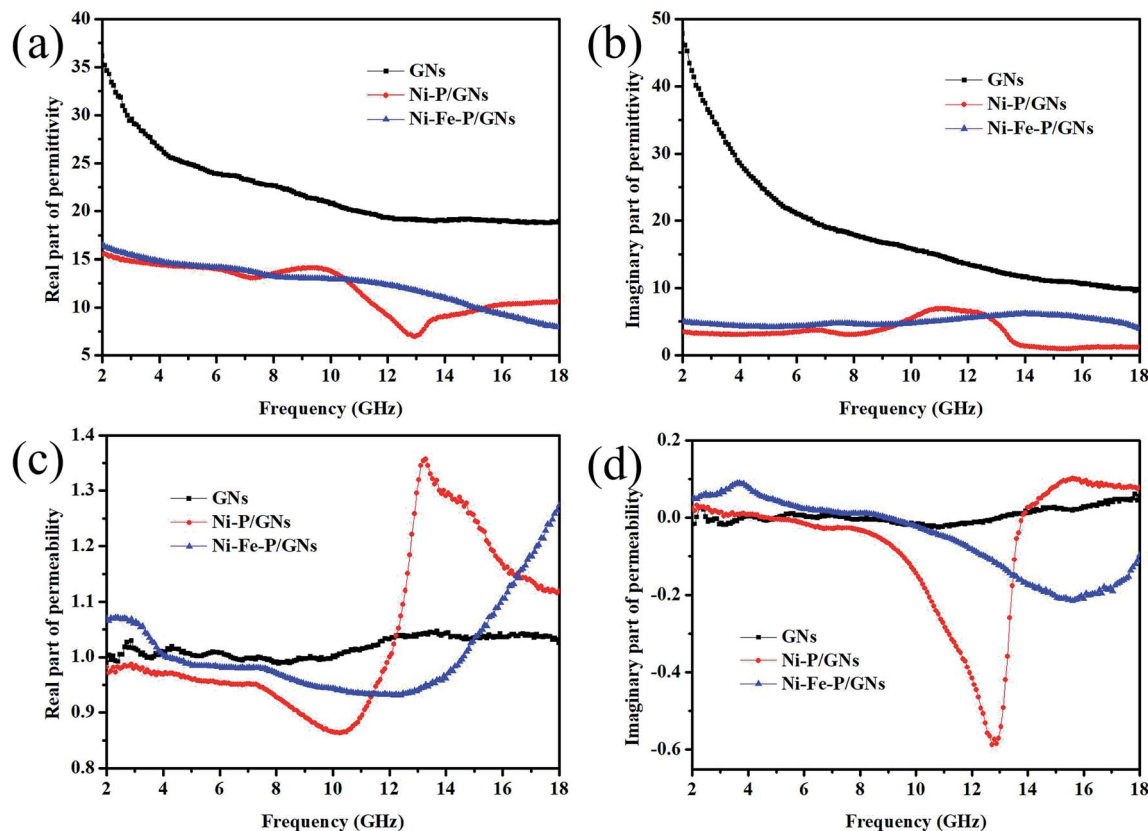 (a)
Real part of permittivity
40
35
30
25
20
15
10
5
GNs
Ni-P/GNs
Ni-Fe-P/GNs
2 4 6 8 10 12 14 16 18
Frequency (GHz)
(b)
Imaginary part of permittivity
50
40
30
20
10
0
GNs
Ni-P/GNs
Ni-Fe-P/GNs
2 4 6 8 10 12 14 16 18
Frequency (GHz)
(c)
Real part of permeability
1.4
1.3
1.2
1.1
1.0
0.9
0.8
GNs
Ni-P/GNs
Ni-Fe-P/GNs
2 4 6 8 10 12 14 16 18
Frequency (GHz)
(d)
Imaginary part of permeability
0.2
0.0
-0.2
-0.4
-0.6
GNs
Ni-P/GNs
Ni-Fe-P/GNs
2 4 6 8 10 12 14 16 18
Frequency (GHz)